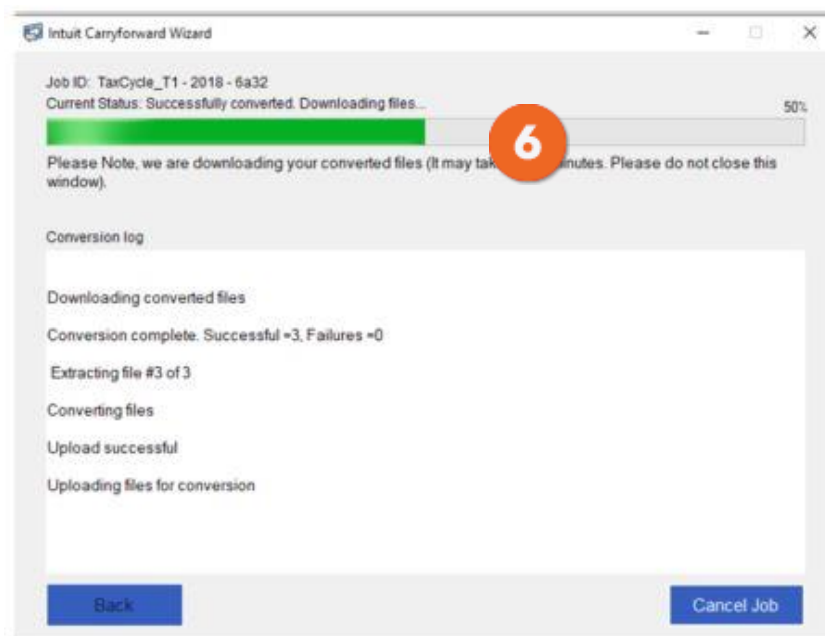 Intuit Carryforward Wizard
Job ID: TaxCycle_T1 - 2018 - 6a32
Current Status: Successfully converted. Downloading files...
50%
6
Please Note, we are downloading your converted files (It may inutes. Please do not close this
window).
Conversion log
Downloading converted files
Conversion complete. Successful =3, Failures =0
Extracting file #3 of 3
Converting files
Upload successful
Uploading files for conversion
Back
Cancel Job